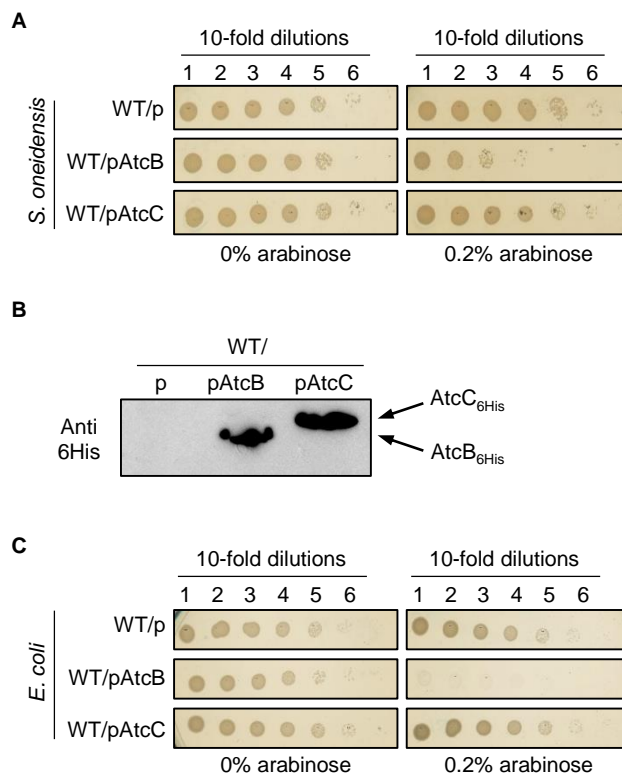 A
10-fold dilutions 10-fold dilutions
1 2 3 4 5 6 1 2 3 4 5 6
S. oneidensis
WT/p
WT/pAtcB
WT/pAtcC
0% arabinose 0.2% arabinose
B
WT/
p pAtcB pAtcC
Anti
6His
AtcC6His
AtcB6His
C
10-fold dilutions 10-fold dilutions
1 2 3 4 5 6 1 2 3 4 5 6
E. coli
WT/p
WT/pAtcB
WT/pAtcC
0% arabinose 0.2% arabinose